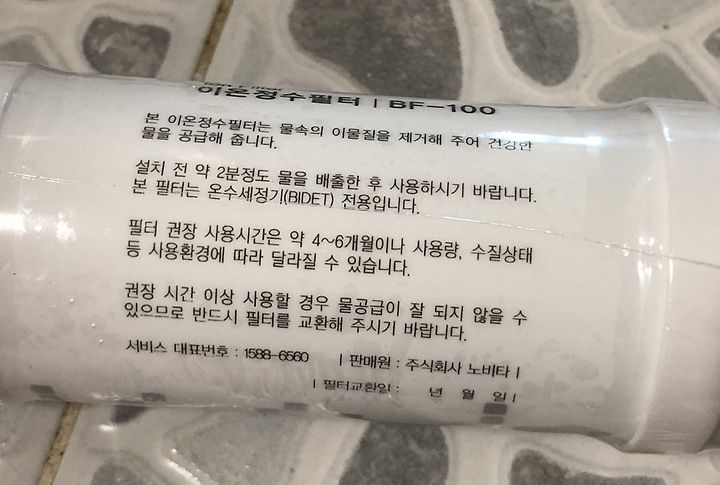 이온정수필터 | BF-100
본 이온정수필터는 물속의 이물질을 제거해 주어 건강한
물을 공급해 줍니다.
설치 전 약 2분정도 물을 배출한 후 사용하시기 바랍니다.
본 필터는 온수세정기(BIDET) 전용입니다.
필터 권장 사용시간은 약 4~6개월이나 사용량, 수질상태
등 사용환경에 따라 달라질 수 있습니다.
권장 시간 이상 사용할 경우 물공급이 잘 되지 않을 수
있으므로 반드시 필터를 교환해 주시기 바랍니다.
서비스 대표번호 : 1588-6560 | 판매원 : 주식회사 노비타 |
| 필터교환일 : 년 월 일 |